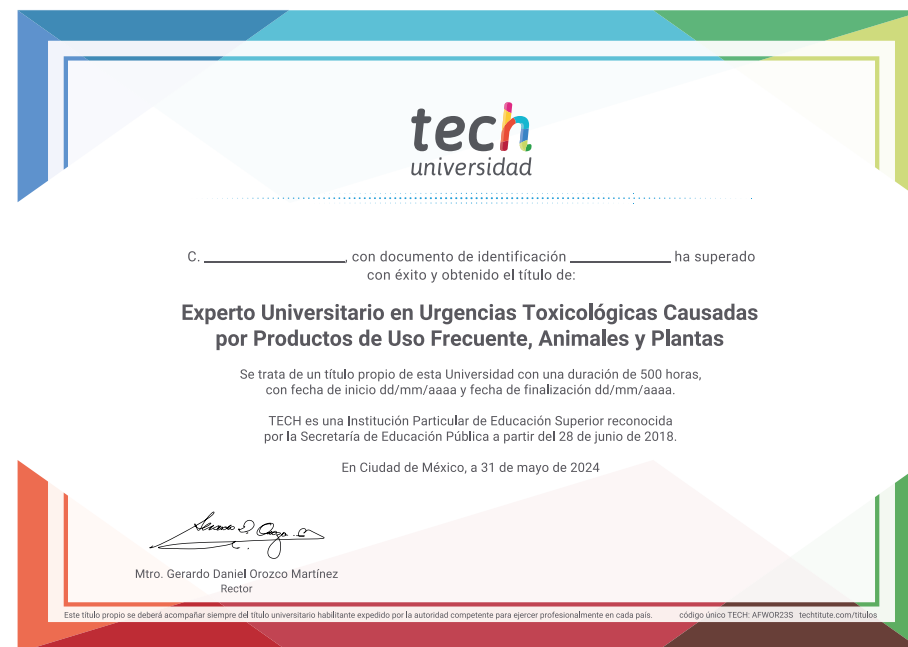 tech
universidad
C. ____________________, con documento de identificación ______________ ha superado
con éxito y obtenido el título de:
Experto Universitario en Urgencias Toxicológicas Causadas
por Productos de Uso Frecuente, Animales y Plantas
Se trata de un título propio de esta Universidad con una duración de 500 horas,
con fecha de inicio dd/mm/aaaa y fecha de finalización dd/mm/aaaa.
TECH es una Institución Particular de Educación Superior reconocida
por la Secretaría de Educación Pública a partir del 28 de junio de 2018.
En Ciudad de México, a 31 de mayo de 2024
Mtro. Gerardo Daniel Orozco Martínez
Rector
Este título propio se deberá acompañar siempre del título universitario habilitante expedido por la autoridad competente para ejercer profesionalmente en cada país. código único TECH: AFWOR23S techtitute.com/titulos